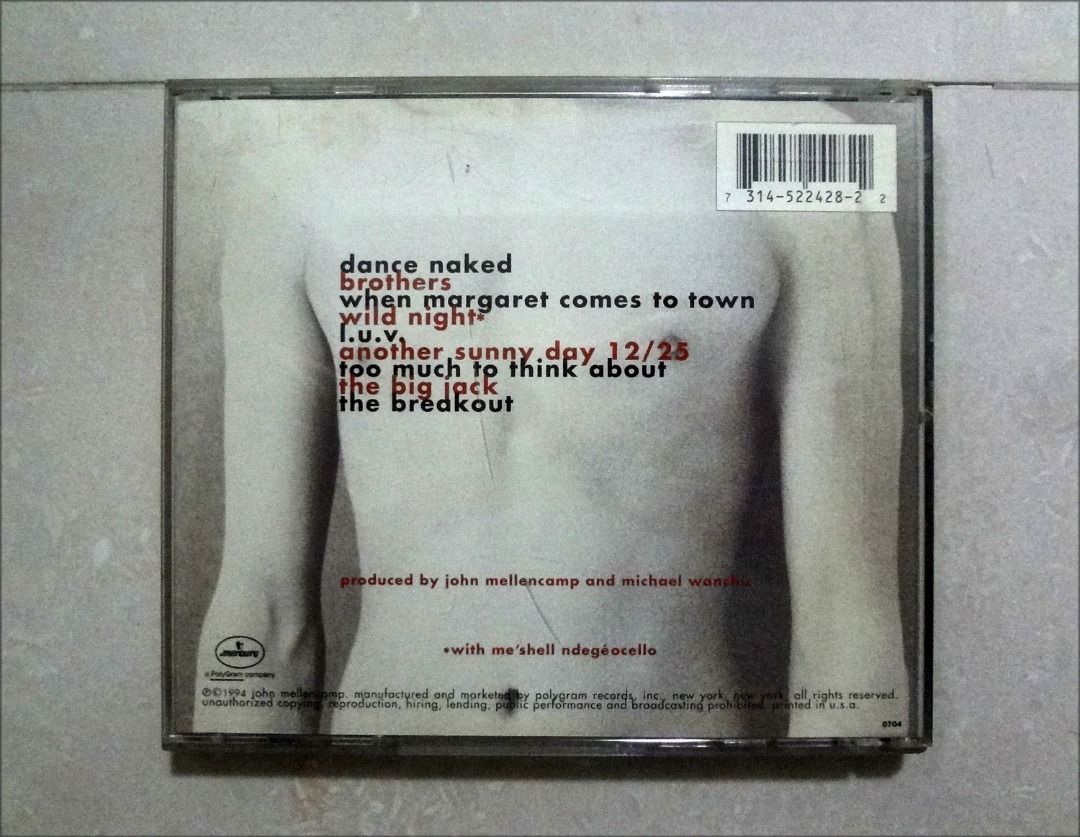 7 314-522428-2 2
dance naked
brothers
when margaret comes to town
wild night*
l.u.v.
another sunny day 12/25
too much to think about
the big jack
the breakout
produced by john mellencamp and michael wanchic
*with me'shell ndegéocello
mercury
a PolyGram company
℗©1994 john mellencamp. manufactured and marketed by polygram records, inc., new york, new york. all rights reserved.
unauthorized copying, reproduction, hiring, lending, public performance and broadcasting prohibited. printed in u.s.a.
0704